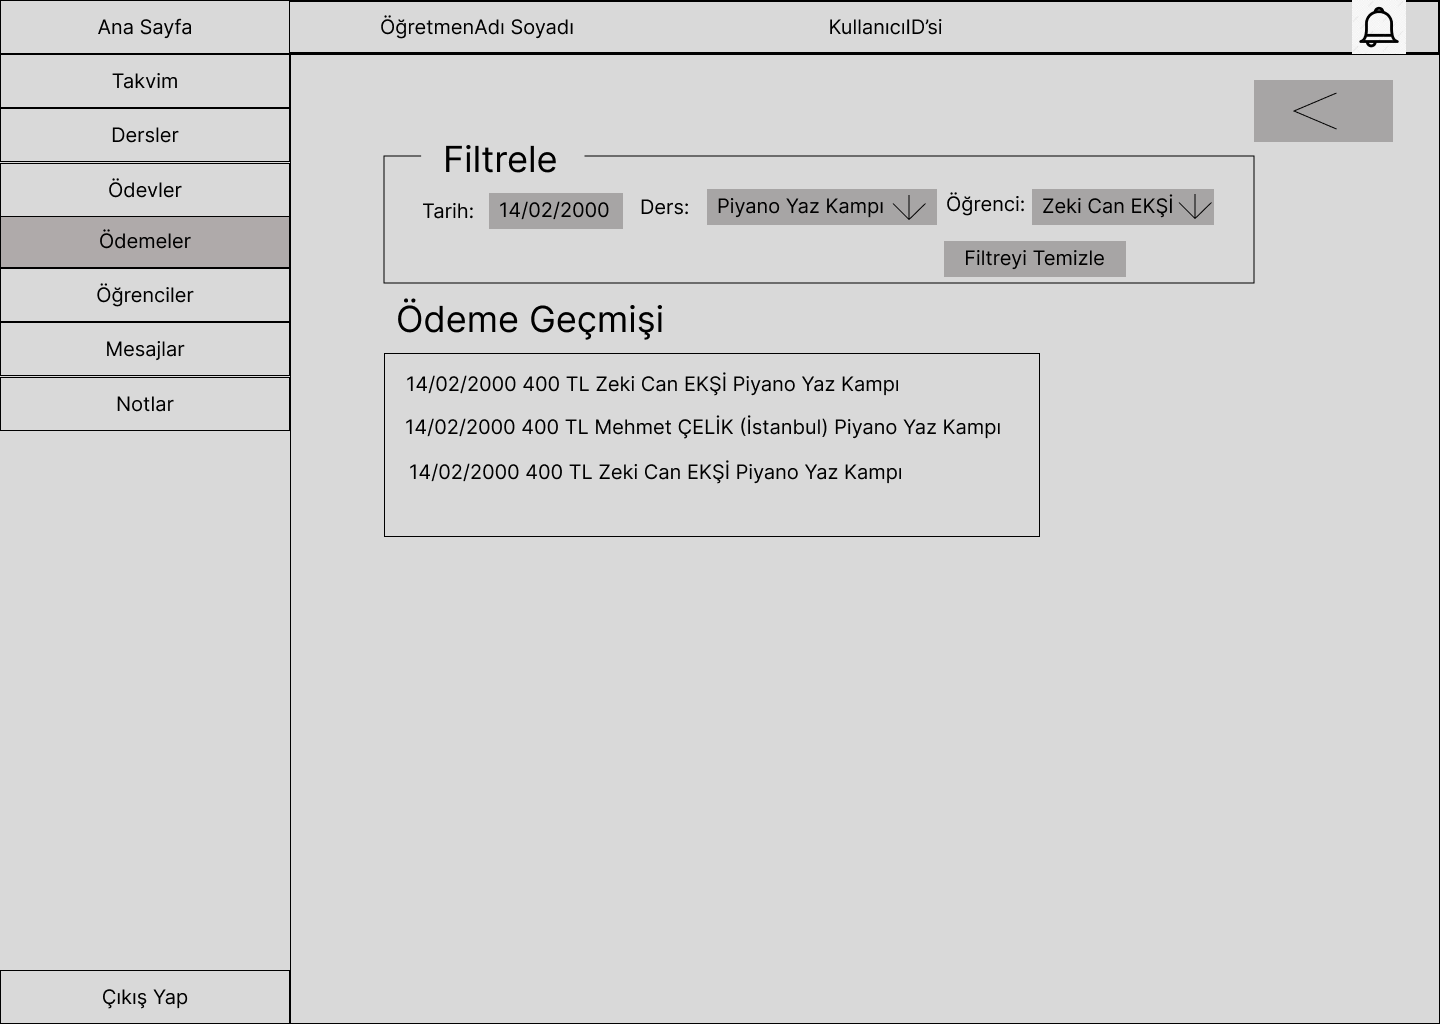 Ana Sayfa
ÖğretmenAdı Soyadı
KullanıcıID’si
Takvim
Dersler
Ödevler
Ödemeler
Öğrenciler
Mesajlar
Notlar
Çıkış Yap
Filtrele
Tarih: 14/02/2000 Ders: Piyano Yaz Kampı Öğrenci: Zeki Can EKŞİ
Filtreyi Temizle
Ödeme Geçmişi
14/02/2000 400 TL Zeki Can EKŞİ Piyano Yaz Kampı
14/02/2000 400 TL Mehmet ÇELİK (İstanbul) Piyano Yaz Kampı
14/02/2000 400 TL Zeki Can EKŞİ Piyano Yaz Kampı